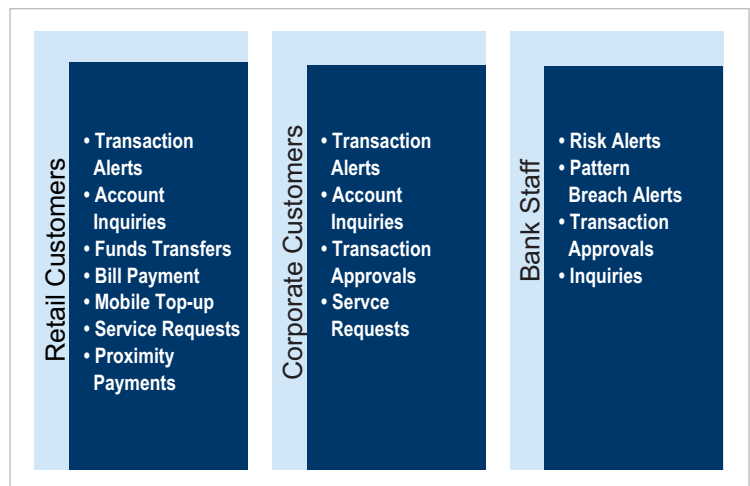 Retail Customers
• Transaction
Alerts
• Account
Inquiries
• Funds Transfers
• Bill Payment
• Mobile Top-up
• Service Requests
• Proximity
Payments
Corporate Customers
• Transaction
Alerts
• Account
Inquiries
• Transaction
Approvals
• Servce
Requests
Bank Staff
• Risk Alerts
• Pattern
Breach Alerts
• Transaction
Approvals
• Inquiries